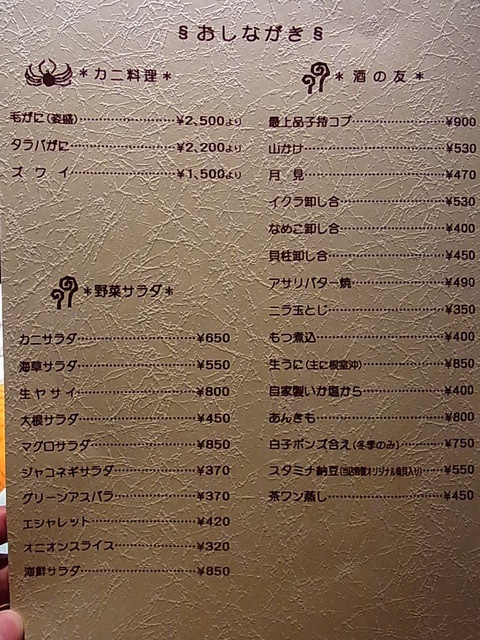 §おしながき§
＊カニ料理＊
毛がに(姿盛)……………¥2,500より
タラバがに……………¥2,200より
ズワイ……………¥1,500より
＊野菜サラダ＊
カニサラダ……………¥650
海草サラダ……………¥550
生ヤサイ……………¥800
大根サラダ……………¥450
マグロサラダ……………¥850
ジャコネギサラダ……………¥370
グリーンアスパラ……………¥370
エシャレット……………¥420
オニオンスライス……………¥320
海鮮サラダ……………¥850
＊酒の友＊
最上品子持コブ……………¥900
山かけ……………¥530
月見……………¥470
イクラ卸し合……………¥530
なめこ卸し合……………¥400
貝柱卸し合……………¥450
アサリバター焼……………¥490
ニラ玉とじ……………¥350
もつ煮込……………¥400
生うに(主に根室沖)……………¥850
自家製いか塩から……………¥400
あんきも……………¥800
白子ポンズ合え(冬季のみ)……¥750
スタミナ納豆……¥550
茶ワン蒸し……………¥450